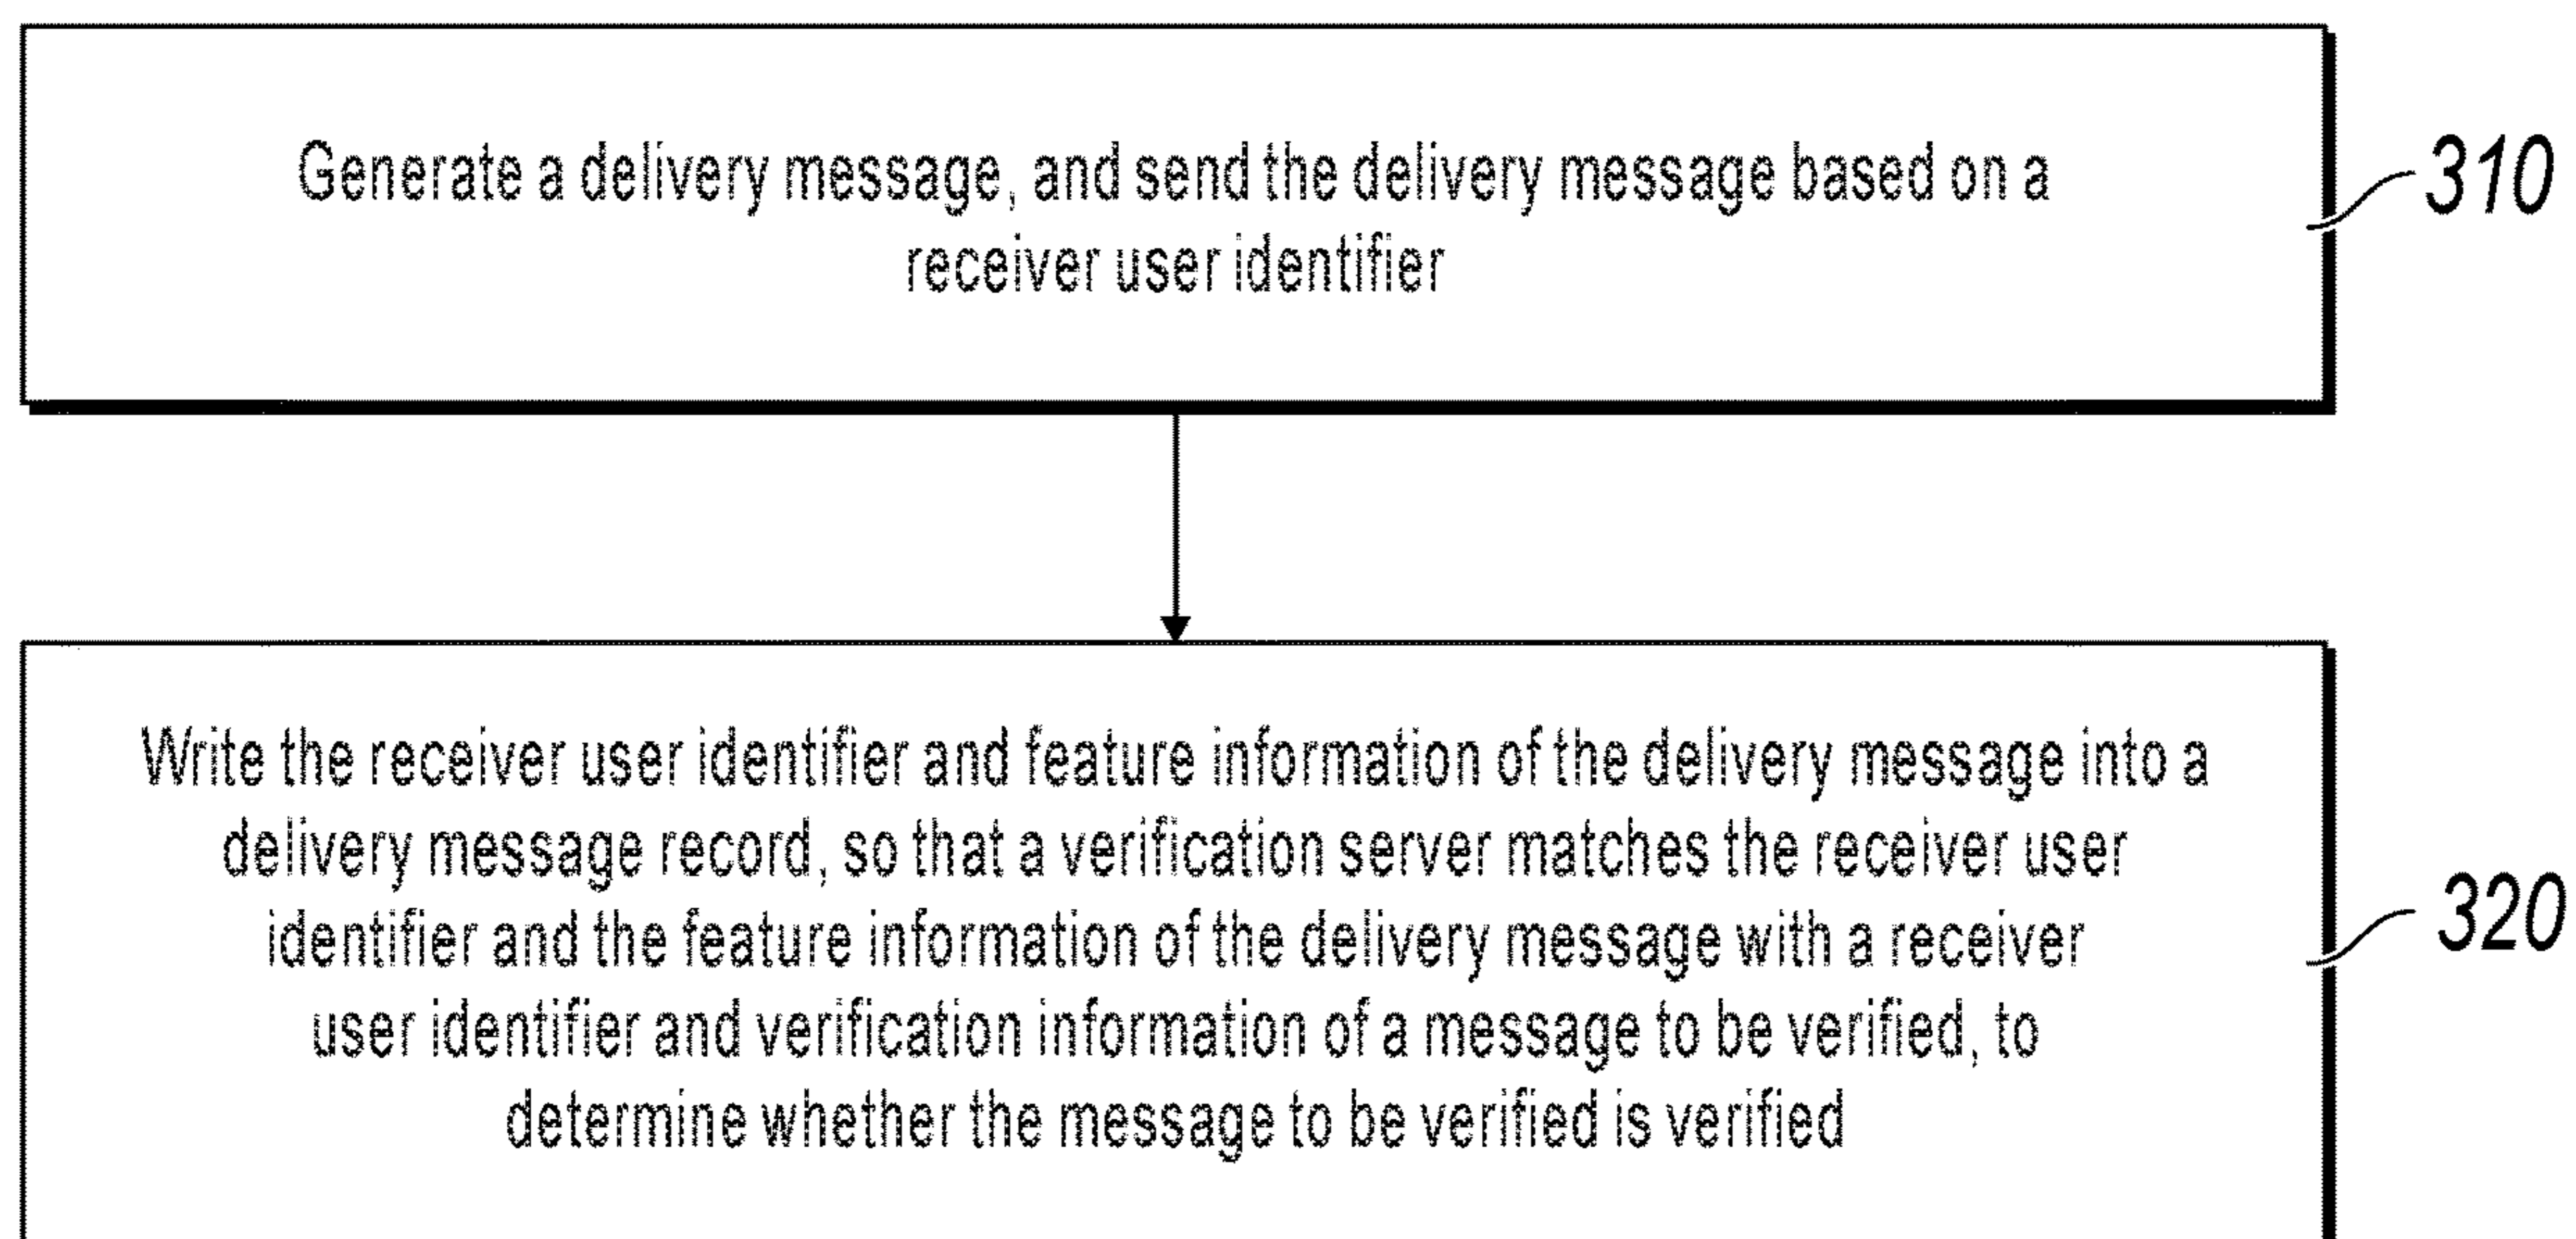 Generate a delivery message, and send the delivery message based on a
receiver user identifier
310
Write the receiver user identifier and feature information of the delivery message into a
delivery message record, so that a verification server matches the receiver user
identifier and the feature information of the delivery message with a receiver
user identifier and verification information of a message to be verified, to
determine whether the message to be verified is verified
320